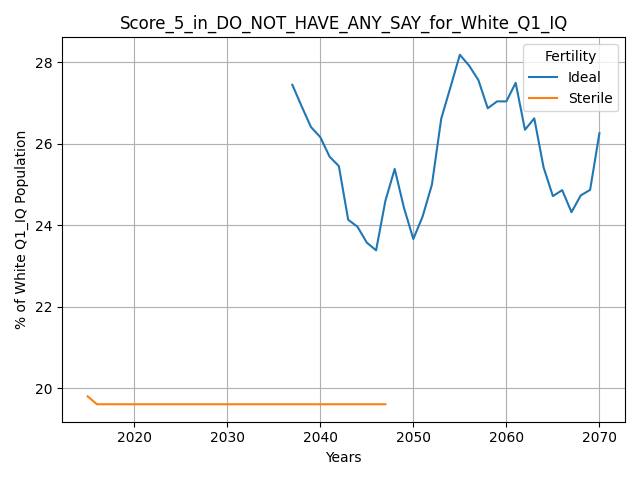 Score_5_in_DO_NOT_HAVE_ANY_SAY_for_White_Q1_IQ
Fertility
Ideal
Sterile
% of White Q1_IQ Population
28
26
24
22
20
2020 2030 2040 2050 2060 2070
Years